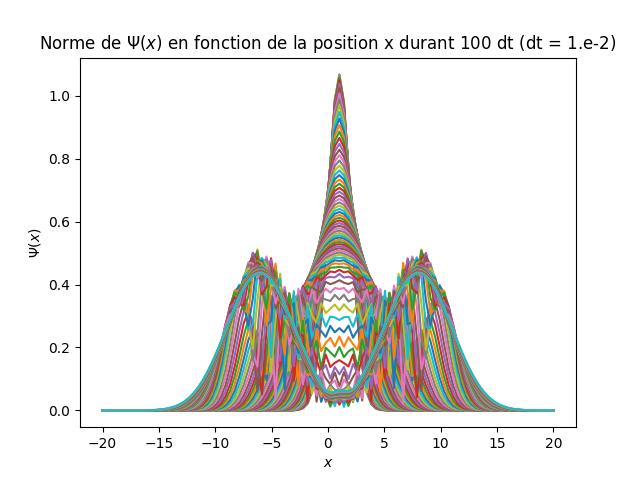 Norme de Ψ(x) en fonction de la position x durant 100 dt (dt = 1.e-2)
1.0
0.8
0.6
0.4
0.2
0.0
Ψ(x)
−20 −15 −10 −5 0 5 10 15 20
x